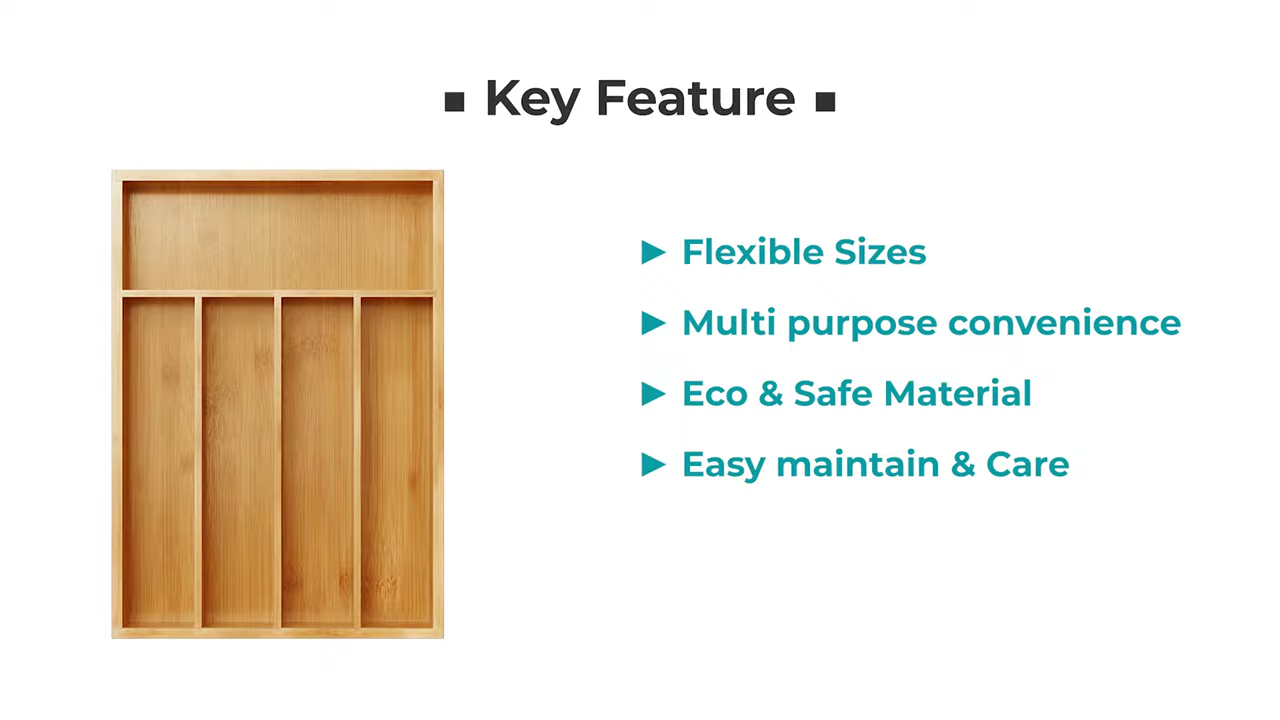 ▪ Key Feature ▪
► Flexible Sizes
► Multi purpose convenience
► Eco & Safe Material
► Easy maintain & Care